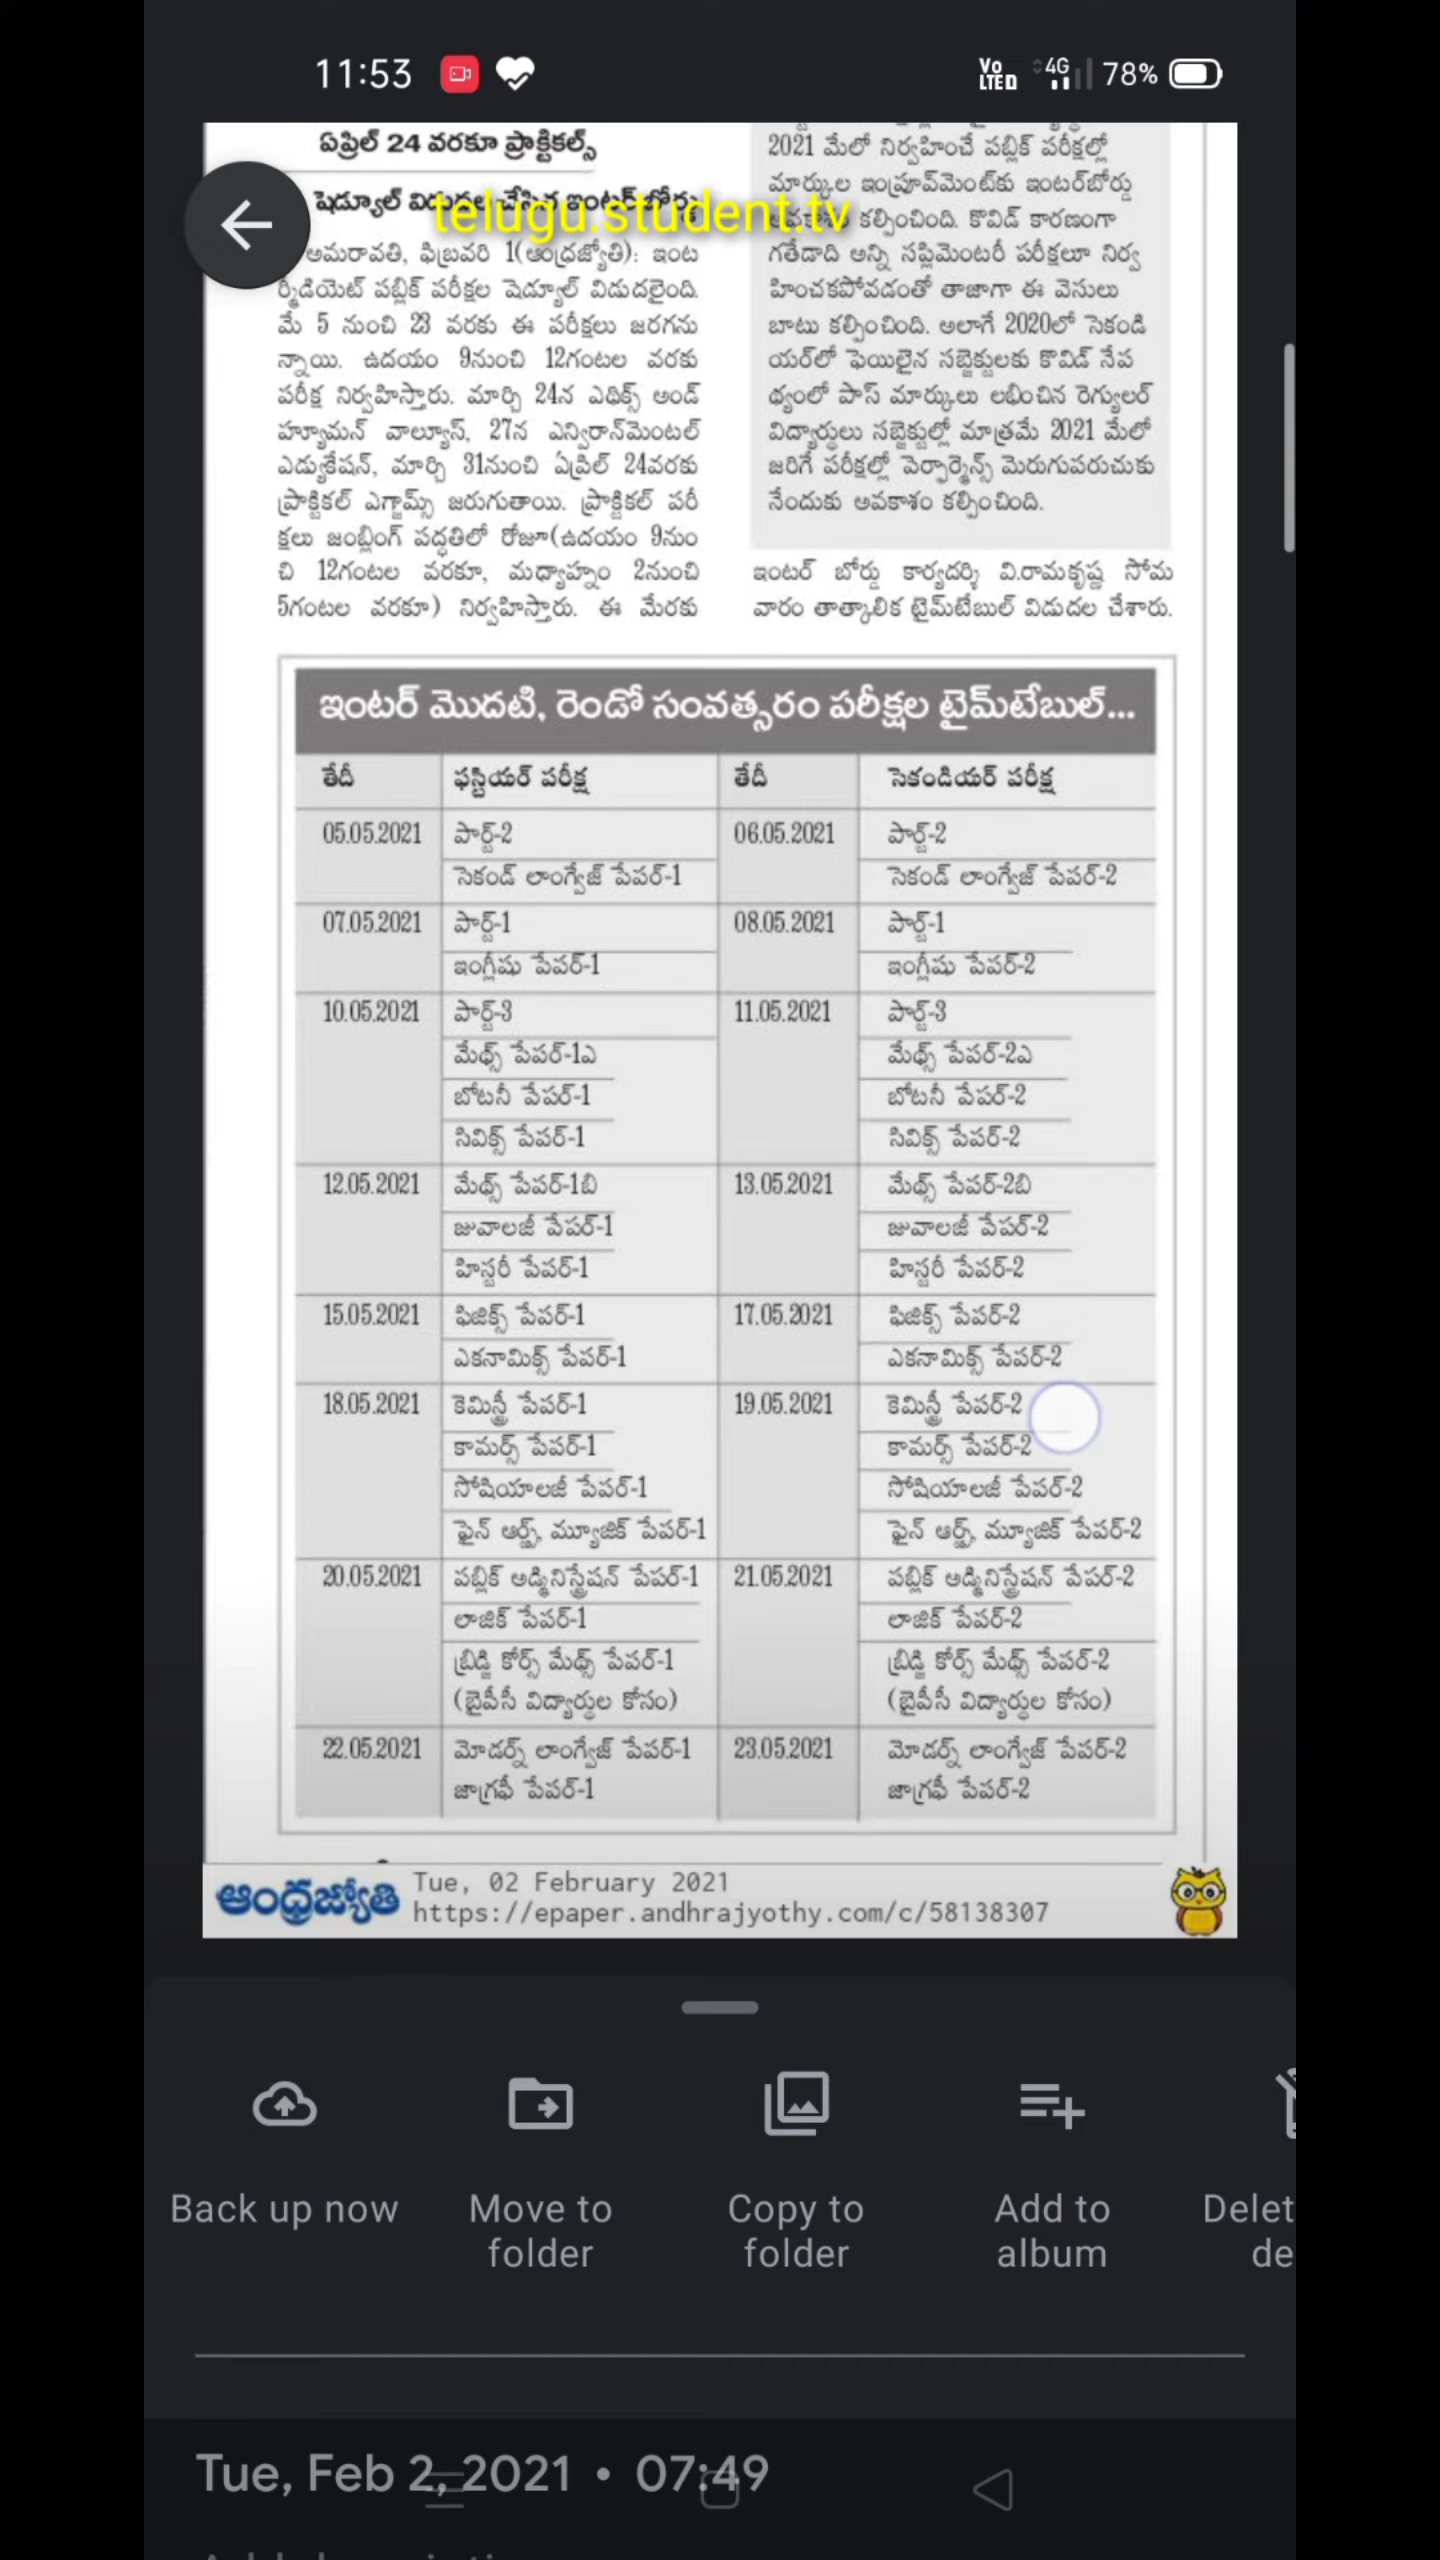 11:53
Vo LTE 4G 78%
ఏప్రిల్ 24 వరకూ ప్రాక్టికల్స్
షెడ్యూల్ విడుదల చేసిన ఇంటర్‌బోర్డు
telugu.student.tv
అమరావతి, ఫిబ్రవరి 1(ఆంధ్రజ్యోతి): ఇంట
ర్మీడియెట్ పబ్లిక్ పరీక్షల షెడ్యూల్ విడుదలైంది.
మే 5 నుంచి 23 వరకు ఈ పరీక్షలు జరగను
న్నాయి. ఉదయం 9నుంచి 12గంటల వరకు
పరీక్ష నిర్వహిస్తారు. మార్చి 24న ఎథిక్స్ అండ్
హ్యూమన్ వాల్యూస్, 27న ఎన్విరాన్‌మెంటల్
ఎడ్యుకేషన్, మార్చి 31నుంచి ఏప్రిల్ 24వరకు
ప్రాక్టికల్ ఎగ్జామ్స్ జరుగుతాయి. ప్రాక్టికల్ పరీ
క్షలు జంబ్లింగ్ పద్ధతిలో రోజూ(ఉదయం 9నుం
చి 12గంటల వరకూ, మధ్యాహ్నం 2నుంచి
5గంటల వరకూ) నిర్వహిస్తారు. ఈ మేరకు
2021 మేలో నిర్వహించే పబ్లిక్ పరీక్షల్లో
మార్కుల ఇంప్రూవ్‌మెంట్‌కు ఇంటర్‌బోర్డు
అవకాశం కల్పించింది. కొవిడ్ కారణంగా
గతేడాది అన్ని సప్లిమెంటరీ పరీక్షలూ నిర్వ
హించకపోవడంతో తాజాగా ఈ వెసులు
బాటు కల్పించింది. అలాగే 2020లో సెకండి
యర్‌లో ఫెయిలైన సబ్జెక్టులకు కొవిడ్ నేప
థ్యంలో పాస్ మార్కులు లభించిన రెగ్యులర్
విద్యార్థులు సబ్జెక్టుల్లో మాత్రమే 2021 మేలో
జరిగే పరీక్షల్లో పెర్ఫార్మెన్స్ మెరుగుపరుచుకు
నేందుకు అవకాశం కల్పించింది.
ఇంటర్ బోర్డు కార్యదర్శి వి.రామకృష్ణ సోమ
వారం తాత్కాలిక టైమ్‌టేబుల్ విడుదల చేశారు.
ఇంటర్ మొదటి, రెండో సంవత్సరం పరీక్షల టైమ్‌టేబుల్...
తేదీ ఫస్టియర్ పరీక్ష తేదీ సెకండియర్ పరీక్ష
05.05.2021 పార్ట్-2 06.05.2021 పార్ట్-2
సెకండ్ లాంగ్వేజ్ పేపర్-1 సెకండ్ లాంగ్వేజ్ పేపర్-2
07.05.2021 పార్ట్-1 08.05.2021 పార్ట్-1
ఇంగ్లీషు పేపర్-1 ఇంగ్లీషు పేపర్-2
10.05.2021 పార్ట్-3 11.05.2021 పార్ట్-3
మేథ్స్ పేపర్-1ఎ మేథ్స్ పేపర్-2ఎ
బోటనీ పేపర్-1 బోటనీ పేపర్-2
సివిక్స్ పేపర్-1 సివిక్స్ పేపర్-2
12.05.2021 మేథ్స్ పేపర్-1బి 13.05.2021 మేథ్స్ పేపర్-2బి
జువాలజీ పేపర్-1 జువాలజీ పేపర్-2
హిస్టరీ పేపర్-1 హిస్టరీ పేపర్-2
15.05.2021 ఫిజిక్స్ పేపర్-1 17.05.2021 ఫిజిక్స్ పేపర్-2
ఎకనామిక్స్ పేపర్-1 ఎకనామిక్స్ పేపర్-2
18.05.2021 కెమిస్ట్రీ పేపర్-1 19.05.2021 కెమిస్ట్రీ పేపర్-2
కామర్స్ పేపర్-1 కామర్స్ పేపర్-2
సోషియాలజీ పేపర్-1 సోషియాలజీ పేపర్-2
ఫైన్ ఆర్ట్స్, మ్యూజిక్ పేపర్-1 ఫైన్ ఆర్ట్స్, మ్యూజిక్ పేపర్-2
20.05.2021 పబ్లిక్ అడ్మినిస్ట్రేషన్ పేపర్-1 21.05.2021 పబ్లిక్ అడ్మినిస్ట్రేషన్ పేపర్-2
లాజిక్ పేపర్-1 లాజిక్ పేపర్-2
బ్రిడ్జి కోర్స్ మేథ్స్ పేపర్-1 బ్రిడ్జి కోర్స్ మేథ్స్ పేపర్-2
(బైపీసీ విద్యార్థుల కోసం) (బైపీసీ విద్యార్థుల కోసం)
22.05.2021 మోడర్న్ లాంగ్వేజ్ పేపర్-1 23.05.2021 మోడర్న్ లాంగ్వేజ్ పేపర్-2
జాగ్రఫీ పేపర్-1 జాగ్రఫీ పేపర్-2
ఆంధ్రజ్యోతి
Tue, 02 February 2021
https://epaper.andhrajyothy.com/c/58138307
Back up now Move to Copy to Add to Delet
folder folder album de
Tue, Feb 2, 2021 • 07:49